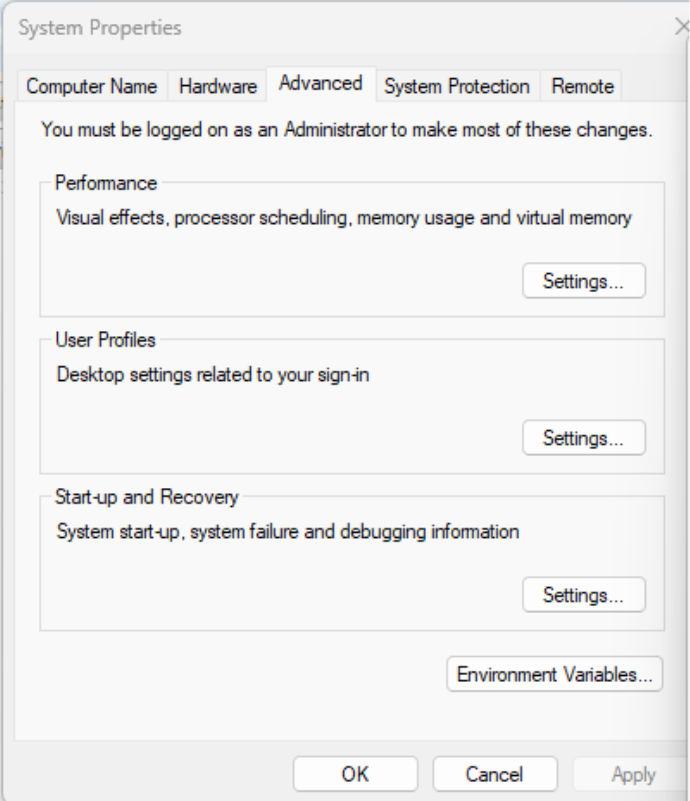 System Properties
Computer Name Hardware Advanced System Protection Remote
You must be logged on as an Administrator to make most of these changes.
Performance
Visual effects, processor scheduling, memory usage and virtual memory
Settings...
User Profiles
Desktop settings related to your sign-in
Settings...
Start-up and Recovery
System start-up, system failure and debugging information
Settings...
Environment Variables...
OK Cancel Apply